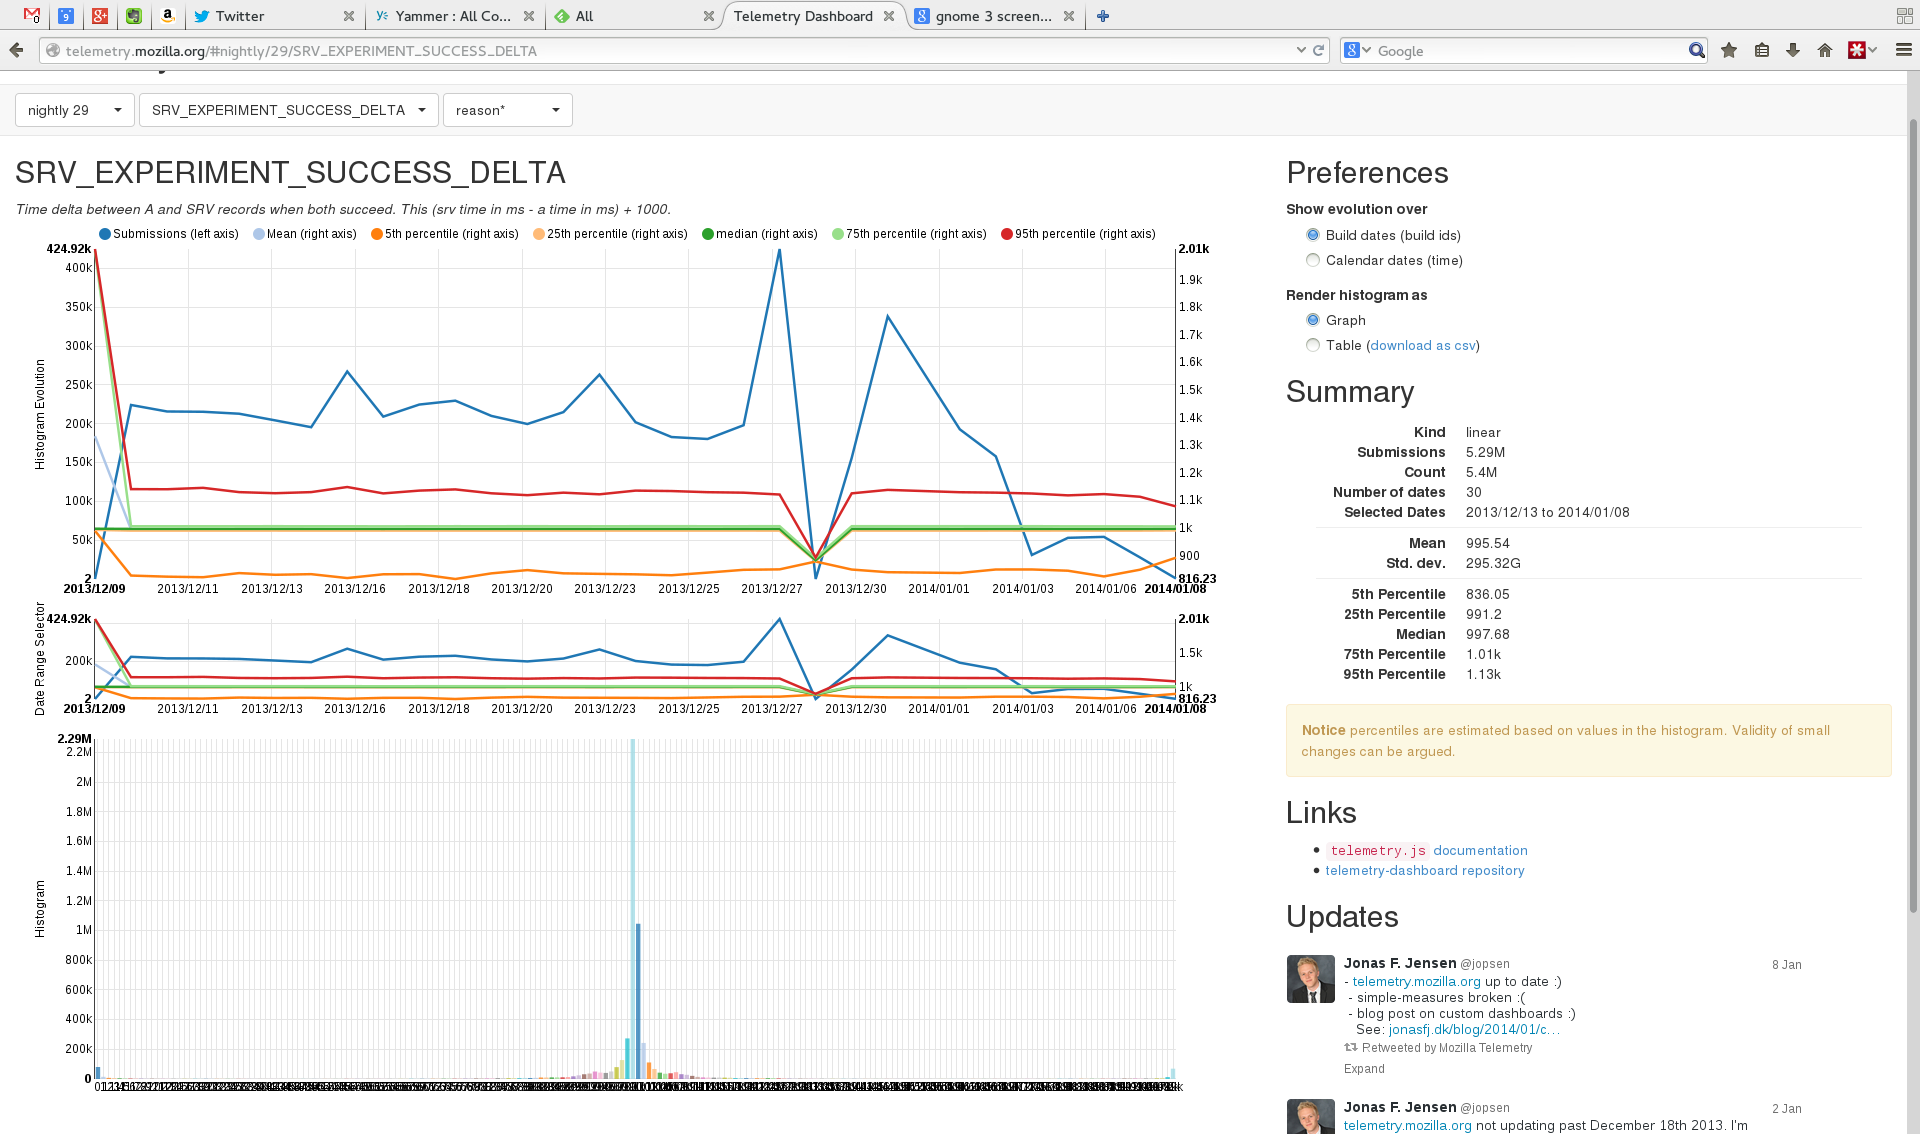 Twitter
Yammer : All Co...
All
Telemetry Dashboard
gnome 3 screen...
telemetry.mozilla.org/#nightly/29/SRV_EXPERIMENT_SUCCESS_DELTA
Google
nightly 29
SRV_EXPERIMENT_SUCCESS_DELTA
reason*
SRV_EXPERIMENT_SUCCESS_DELTA
Time delta between A and SRV records when both succeed. This (srv time in ms - a time in ms) + 1000.
Submissions (left axis) Mean (right axis) 5th percentile (right axis) 25th percentile (right axis) median (right axis) 75th percentile (right axis) 95th percentile (right axis)
Histogram Evolution
424.92k
400k
350k
300k
250k
200k
150k
100k
50k
2
2.01k
1.9k
1.8k
1.7k
1.6k
1.5k
1.4k
1.3k
1.2k
1.1k
1k
900
816.23
2013/12/09 2013/12/11 2013/12/13 2013/12/16 2013/12/18 2013/12/20 2013/12/23 2013/12/25 2013/12/27 2013/12/30 2014/01/01 2014/01/03 2014/01/06 2014/01/08
Date Range Selector
424.92k
200k
2
2.01k
1.5k
1k
816.23
2013/12/09 2013/12/11 2013/12/13 2013/12/16 2013/12/18 2013/12/20 2013/12/23 2013/12/25 2013/12/27 2013/12/30 2014/01/01 2014/01/03 2014/01/06 2014/01/08
Histogram
2.29M
2.2M
2M
1.8M
1.6M
1.4M
1.2M
1M
800k
600k
400k
200k
0
Preferences
Show evolution over
Build dates (build ids)
Calendar dates (time)
Render histogram as
Graph
Table (download as csv)
Summary
Kind linear
Submissions 5.29M
Count 5.4M
Number of dates 30
Selected Dates 2013/12/13 to 2014/01/08
Mean 995.54
Std. dev. 295.32G
5th Percentile 836.05
25th Percentile 991.2
Median 997.68
75th Percentile 1.01k
95th Percentile 1.13k
Notice percentiles are estimated based on values in the histogram. Validity of small
changes can be argued.
Links
telemetry.js documentation
telemetry-dashboard repository
Updates
Jonas F. Jensen @jopsen 8 Jan
- telemetry.mozilla.org up to date :)
- simple-measures broken :(
- blog post on custom dashboards :)
See: jonasfj.dk/blog/2014/01/c...
Retweeted by Mozilla Telemetry
Expand
Jonas F. Jensen @jopsen 2 Jan
telemetry.mozilla.org not updating past December 18th 2013. I'm